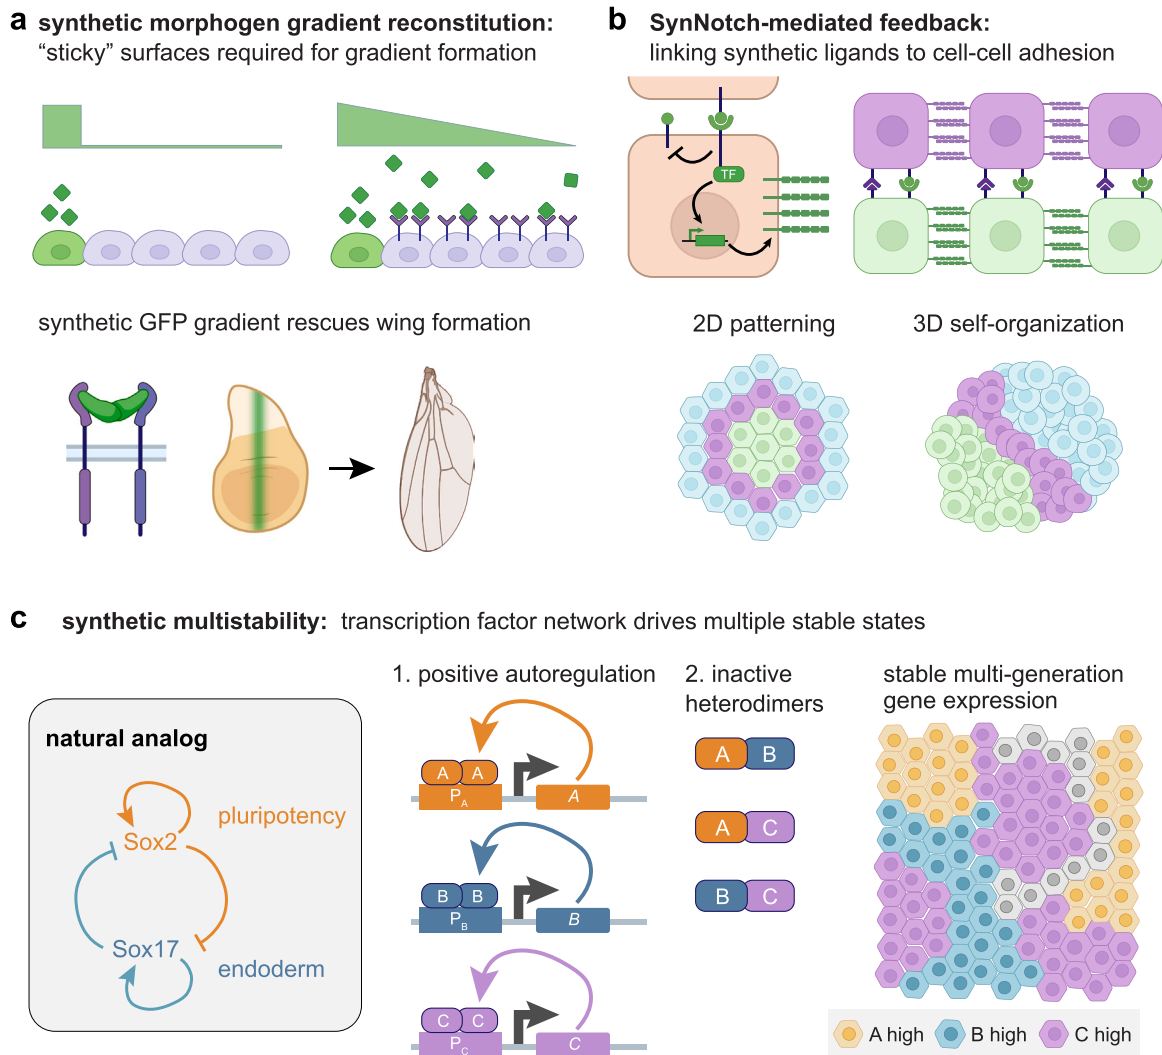 a synthetic morphogen gradient reconstitution:
“sticky” surfaces required for gradient formation
synthetic GFP gradient rescues wing formation
b SynNotch-mediated feedback:
linking synthetic ligands to cell-cell adhesion
TF
2D patterning
3D self-organization
c synthetic multistability: transcription factor network drives multiple stable states
natural analog
pluripotency
Sox2
Sox17
endoderm
1. positive autoregulation
A A
PA
A
B B
PB
B
C C
PC
C
2. inactive
heterodimers
A B
A C
B C
stable multi-generation
gene expression
A high B high C high